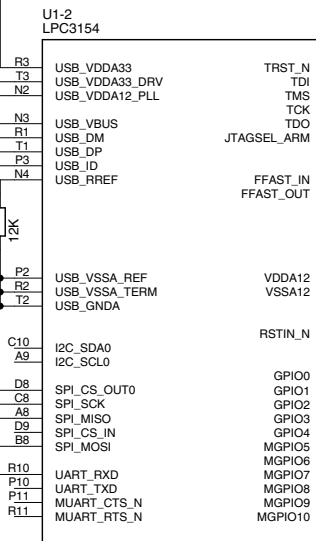 U1-2
LPC3154
R3 USB_VDDA33 TRST_N
T3 USB_VDDA33_DRV TDI
N2 USB_VDDA12_PLL TMS
TCK
N3 USB_VBUS TDO
R1 USB_DM JTAGSEL_ARM
T1 USB_DP
P3 USB_ID
N4 USB_RREF FFAST_IN
FFAST_OUT
12K
P2 USB_VSSA_REF VDDA12
R2 USB_VSSA_TERM VSSA12
T2 USB_GNDA
RSTIN_N
C10 I2C_SDA0
A9 I2C_SCL0
GPIO0
D8 SPI_CS_OUT0 GPIO1
C8 SPI_SCK GPIO2
A8 SPI_MISO GPIO3
D9 SPI_CS_IN GPIO4
B8 SPI_MOSI MGPIO5
MGPIO6
R10 UART_RXD MGPIO7
P10 UART_TXD MGPIO8
P11 MUART_CTS_N MGPIO9
R11 MUART_RTS_N MGPIO10